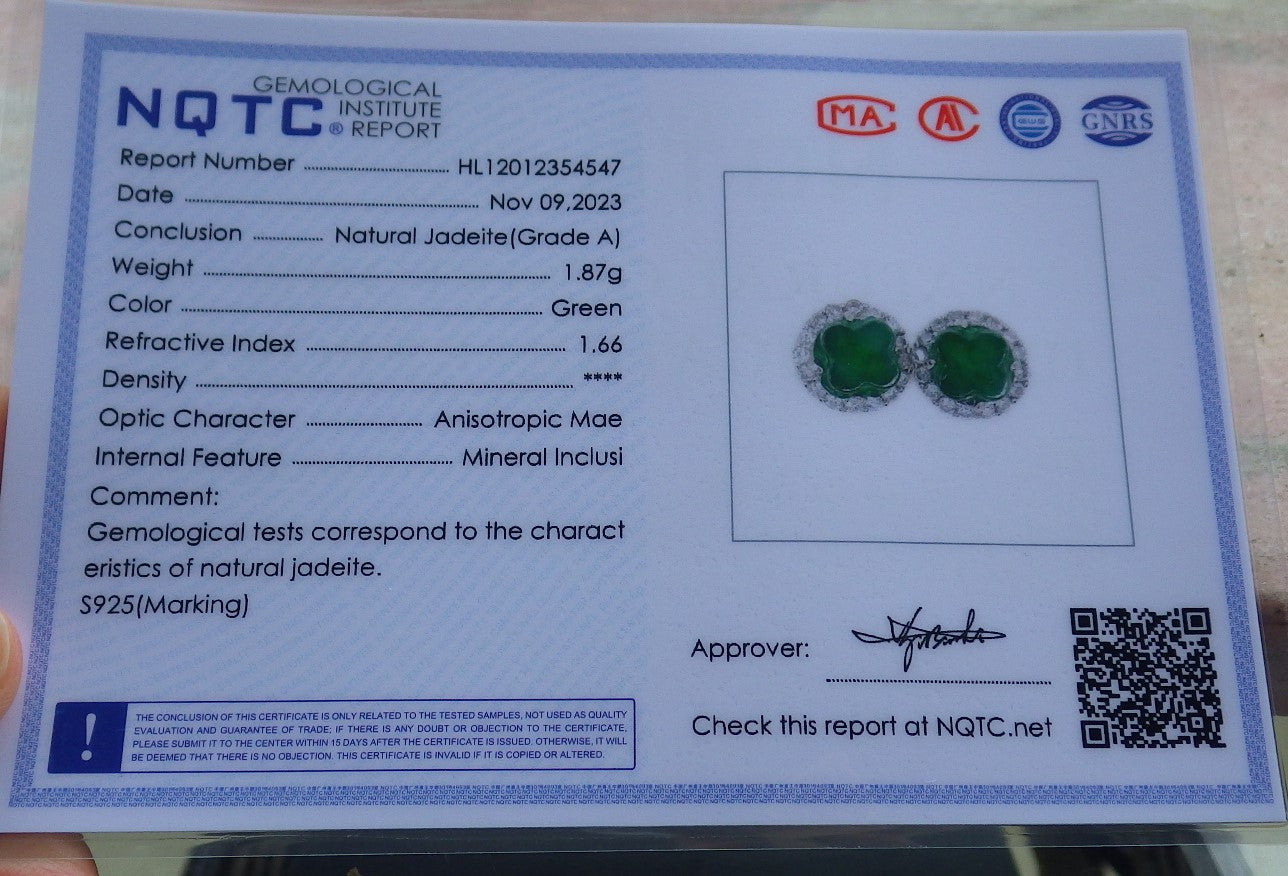 GEMOLOGICAL
NQTC INSTITUTE
® REPORT
CMA
GNRS
Report Number HL12012354547
Date Nov 09,2023
Conclusion Natural Jadeite(Grade A)
Weight 1.87g
Color Green
Refractive Index 1.66
Density ****
Optic Character Anisotropic Mae
Internal Feature Mineral Inclusi
Comment:
Gemological tests correspond to the charact
eristics of natural jadeite.
S925(Marking)
! THE CONCLUSION OF THIS CERTIFICATE IS ONLY RELATED TO THE TESTED SAMPLES, NOT USED AS QUALITY
EVALUATION AND GUARANTEE OF TRADE; IF THERE IS ANY DOUBT OR OBJECTION TO THE CERTIFICATE,
PLEASE SUBMIT IT TO THE CENTER WITHIN 15 DAYS AFTER THE CERTIFICATE IS ISSUED. OTHERWISE, IT WILL
BE DEEMED THAT THERE IS NO OBJECTION. THIS CERTIFICATE IS INVALID IF IT IS COPIED OR ALTERED.
Approver:
Check this report at NQTC.net